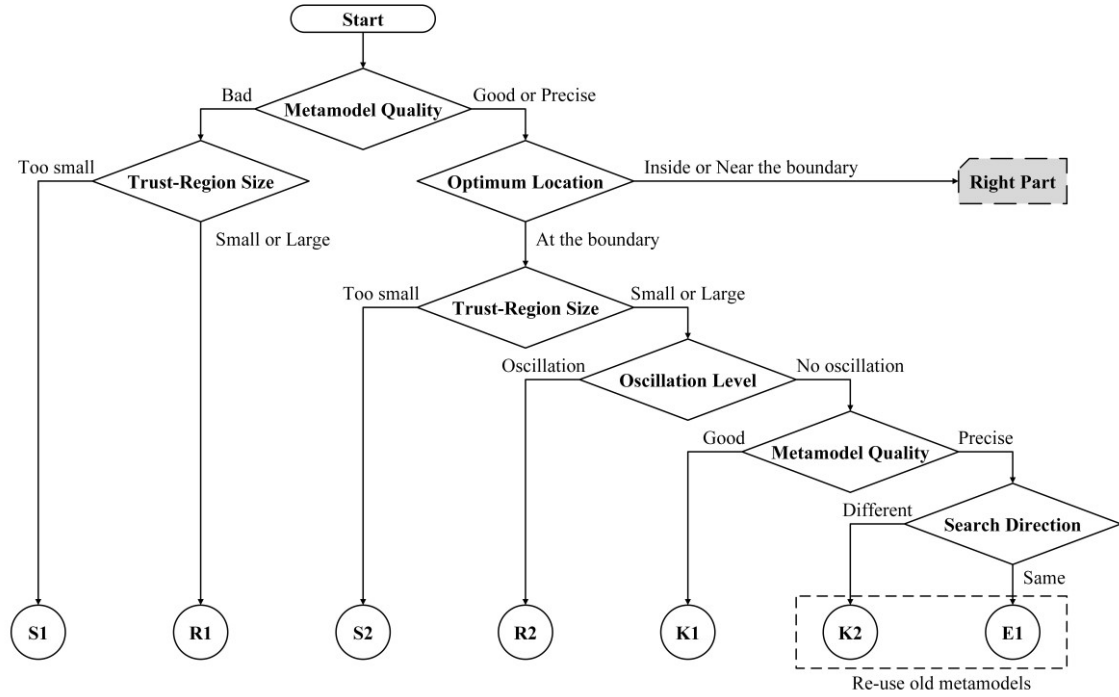 Start
Bad
Metamodel Quality
Good or Precise
Too small
Trust-Region Size
Optimum Location
Inside or Near the boundary
Right Part
Small or Large
At the boundary
Too small
Trust-Region Size
Small or Large
Oscillation
Oscillation Level
No oscillation
Good
Metamodel Quality
Precise
Different
Search Direction
Same
S1
R1
S2
R2
K1
K2
E1
Re-use old metamodels